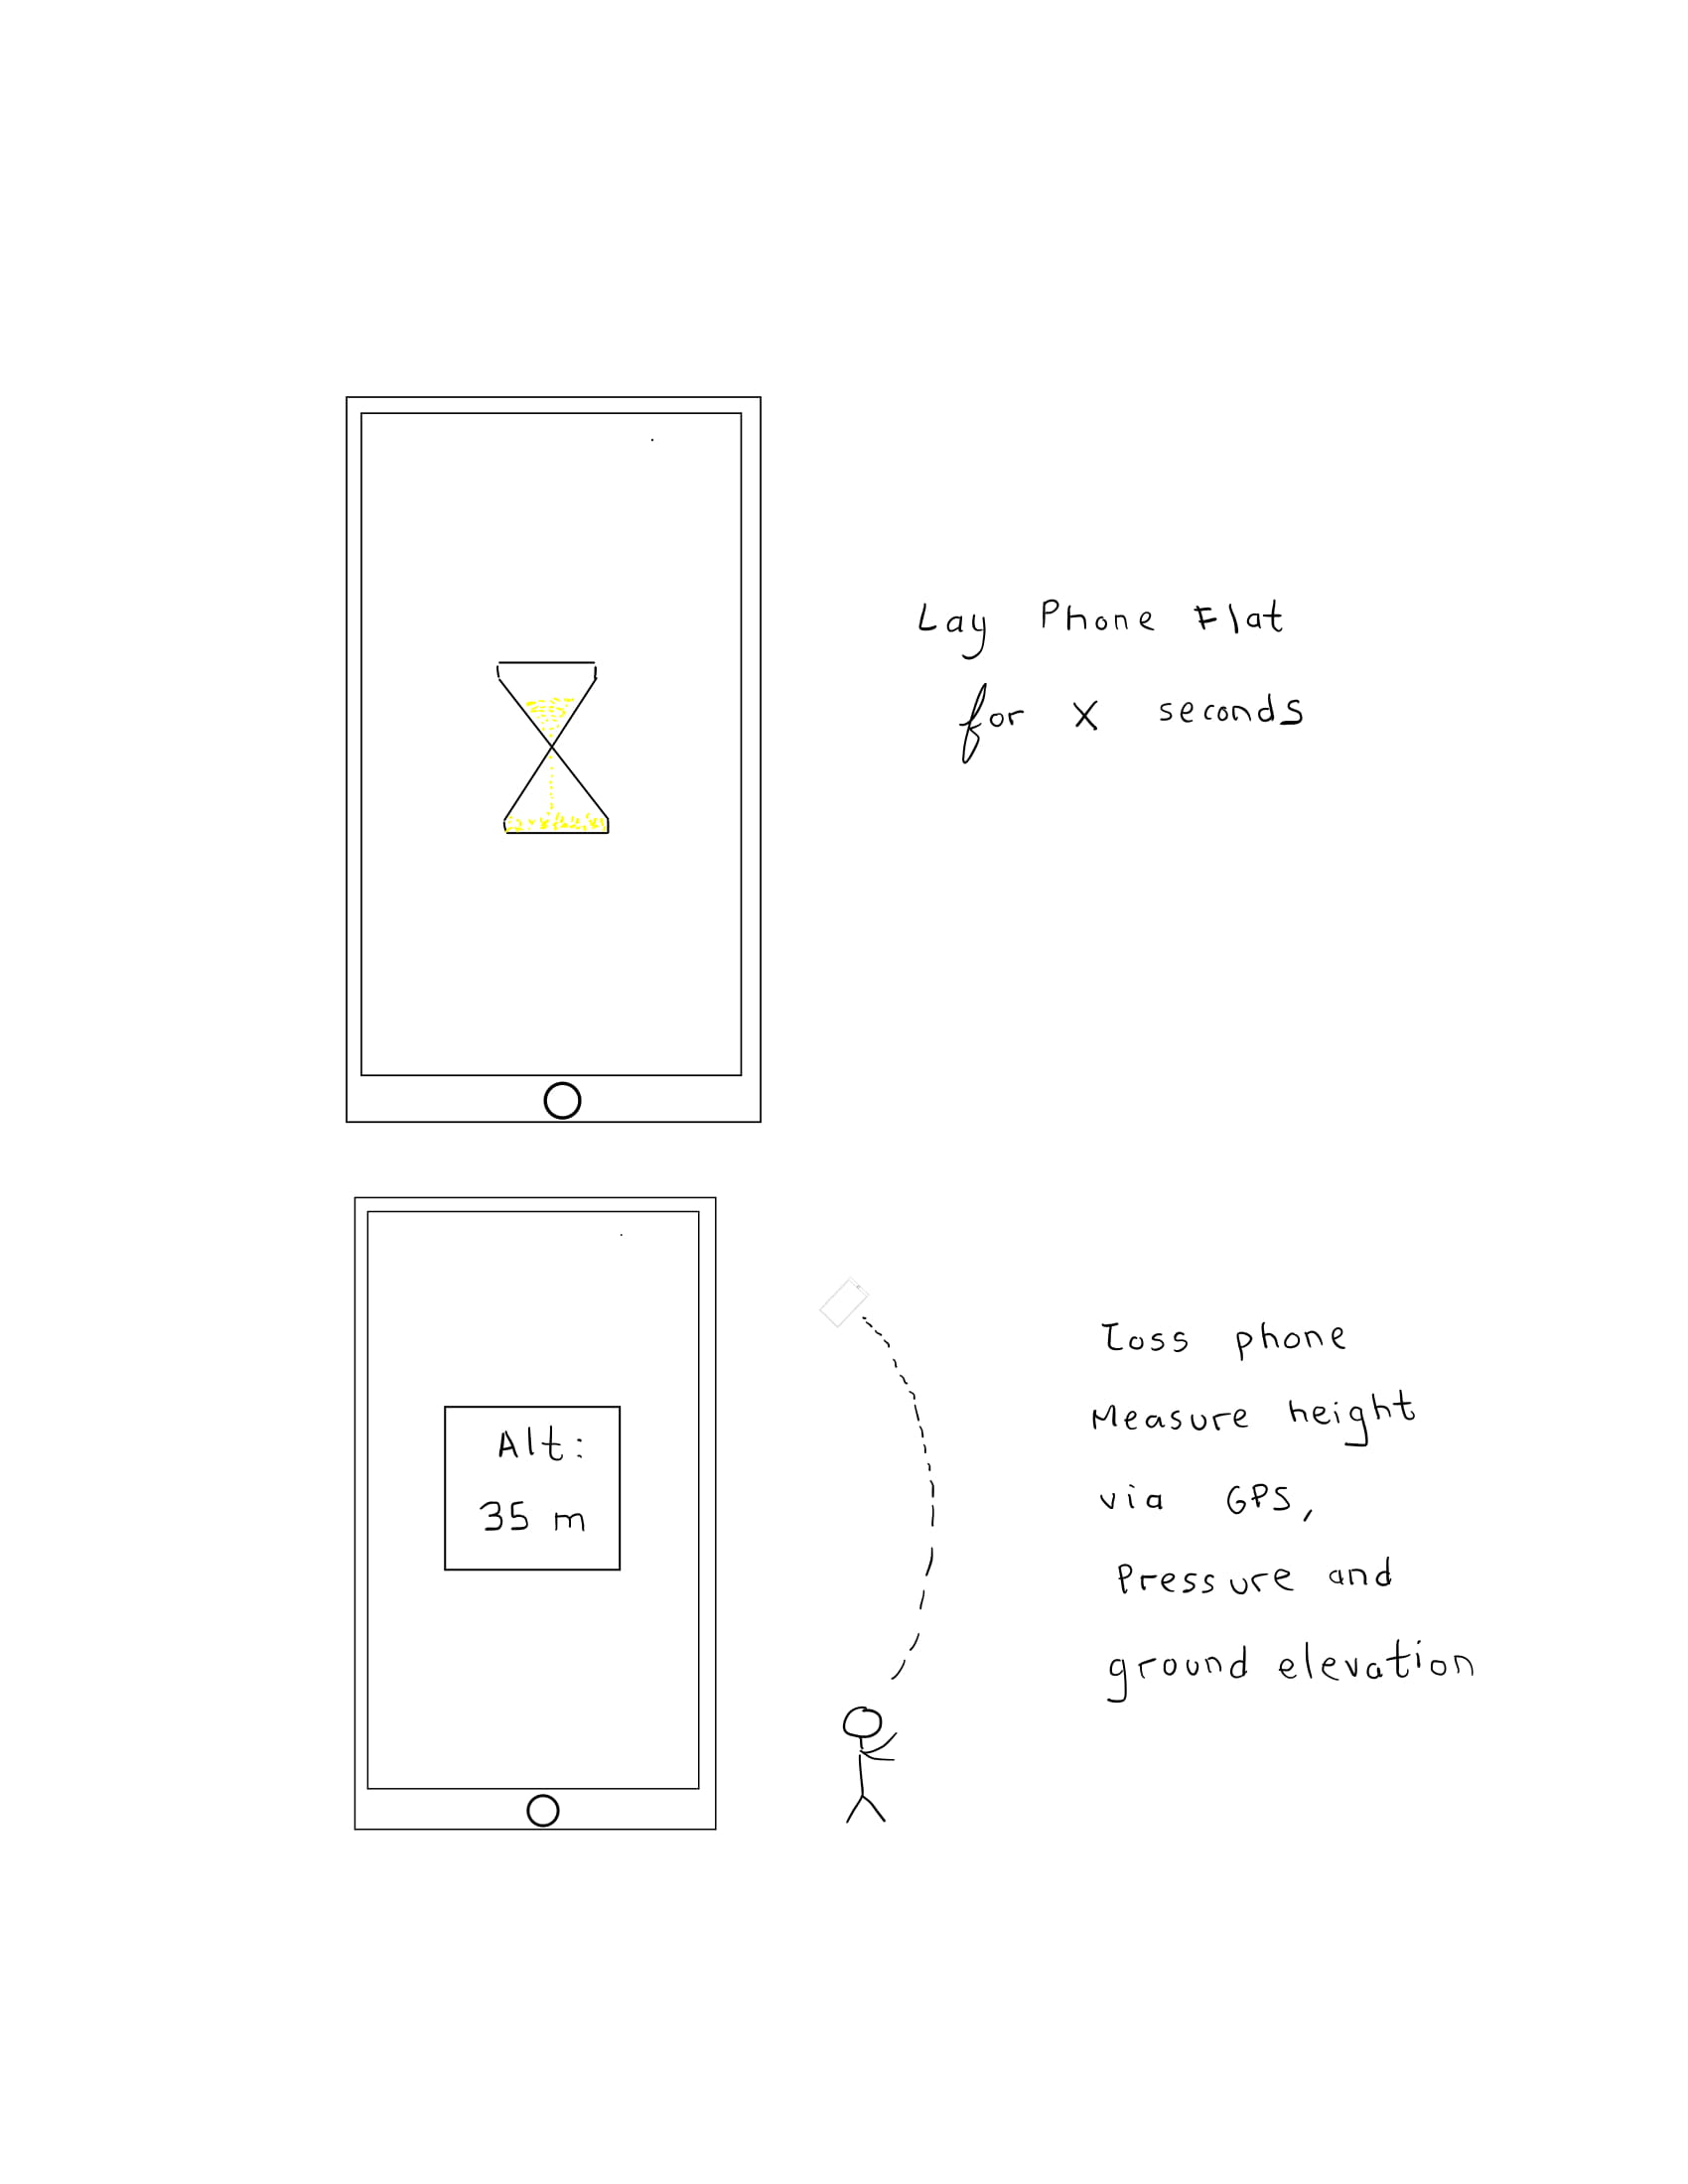 Lay Phone Flat
for X seconds
Alt:
35 m
Toss phone
Measure height
via GPS,
Pressure and
ground elevation